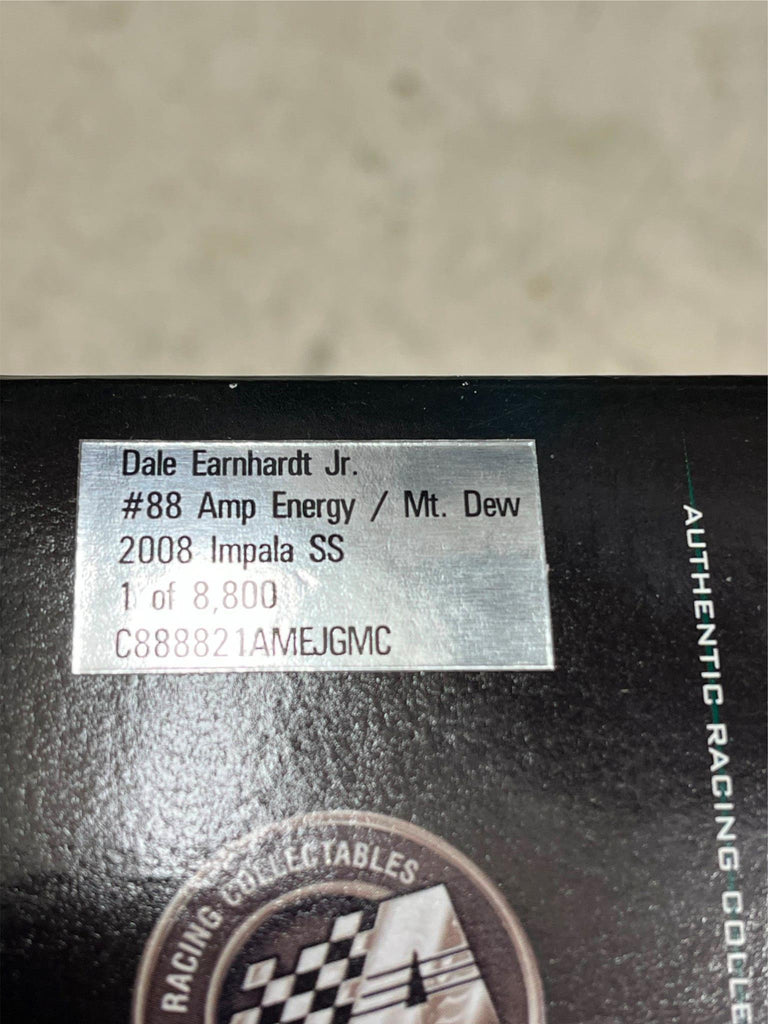 Dale Earnhardt Jr.
#88 Amp Energy / Mt. Dew
2008 Impala SS
1 of 8,800
C888821AMEJGMC
AUTHENTIC RACING COLLE
RACING COLLECTABLES
A